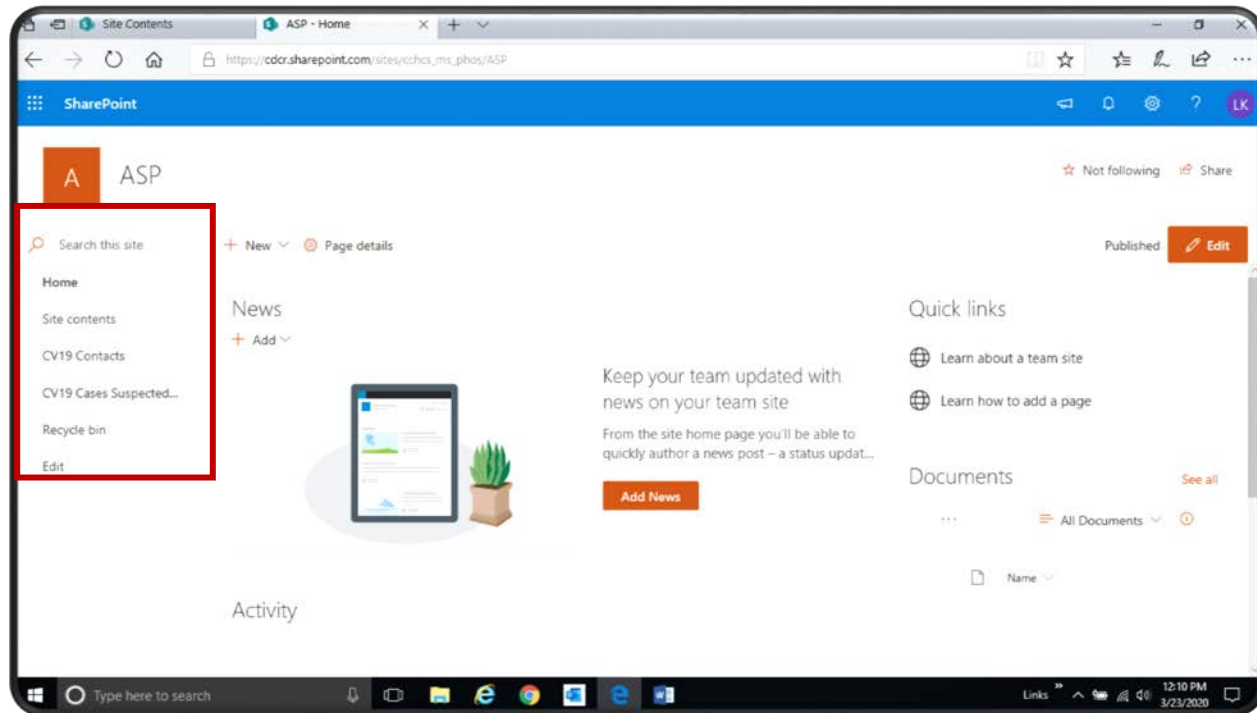 Site Contents
ASP - Home
https://cdcr.sharepoint.com/sites/cchcs_ms_phos/ASP
SharePoint
? LK
A ASP
Not following Share
Search this site
+ New Page details
Published Edit
Home
Site contents
CV19 Contacts
CV19 Cases Suspected...
Recycle bin
Edit
News
+ Add
Keep your team updated with
news on your team site
From the site home page you'll be able to
quickly author a news post – a status updat...
Add News
Activity
Quick links
Learn about a team site
Learn how to add a page
Documents See all
... All Documents
Name
Type here to search
Links » 12:10 PM
3/23/2020